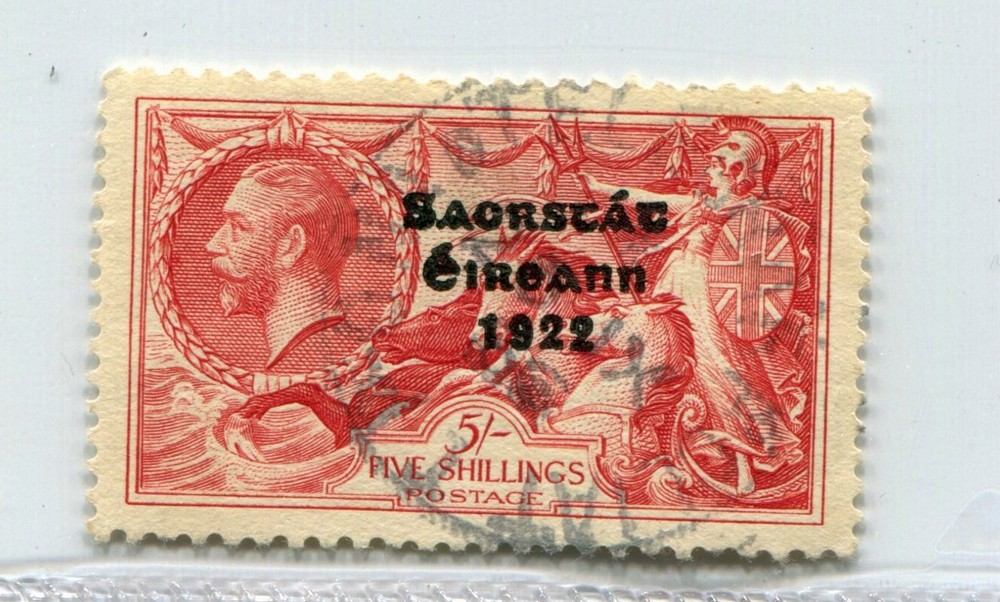 Saorstát
Éireann
1922
5/-
FIVE SHILLINGS
POSTAGE